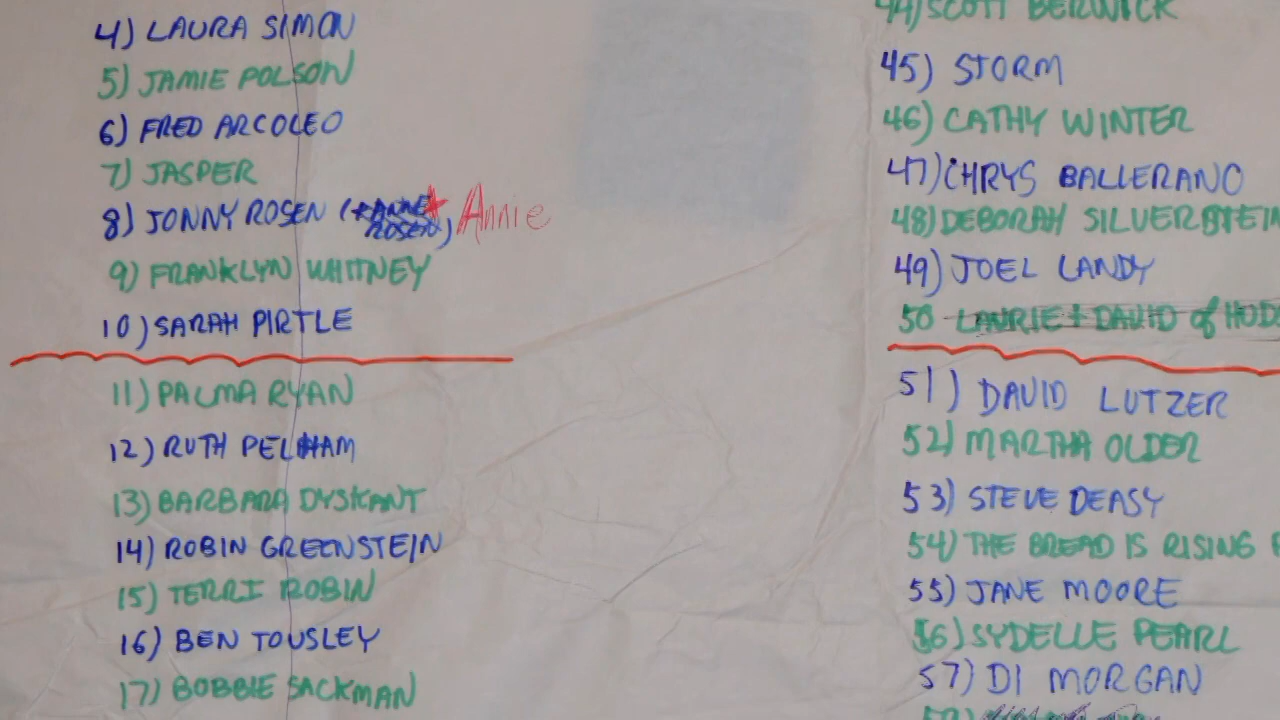 4) LAURA SIMON
5) JAMIE POLSON
6) FRED ARCOLEO
7) JASPER
8) JONNY ROSEN (+ ANNE ROSEN) Annie
9) FRANKLYN WHITNEY
10) SARAH PIRTLE
11) PALMA RYAN
12) RUTH PELHAM
13) BARBARA DYSKANT
14) ROBIN GREENSTEIN
15) TERRI ROBIN
16) BEN TOUSLEY
17) BOBBIE SACKMAN
44) SCOTT BERWICK
45) STORM
46) CATHY WINTER
47) CHRYS BALLERANO
48) DEBORAH SILVERSTEIN
49) JOEL LANDY
50 LAURIE + DAVID of HUDS
51) DAVID LUTZER
52) MARTHA OLDER
53) STEVE DEASY
54) THE BREAD IS RISING
55) JANE MOORE
56) SYDELLE PEARL
57) DI MORGAN